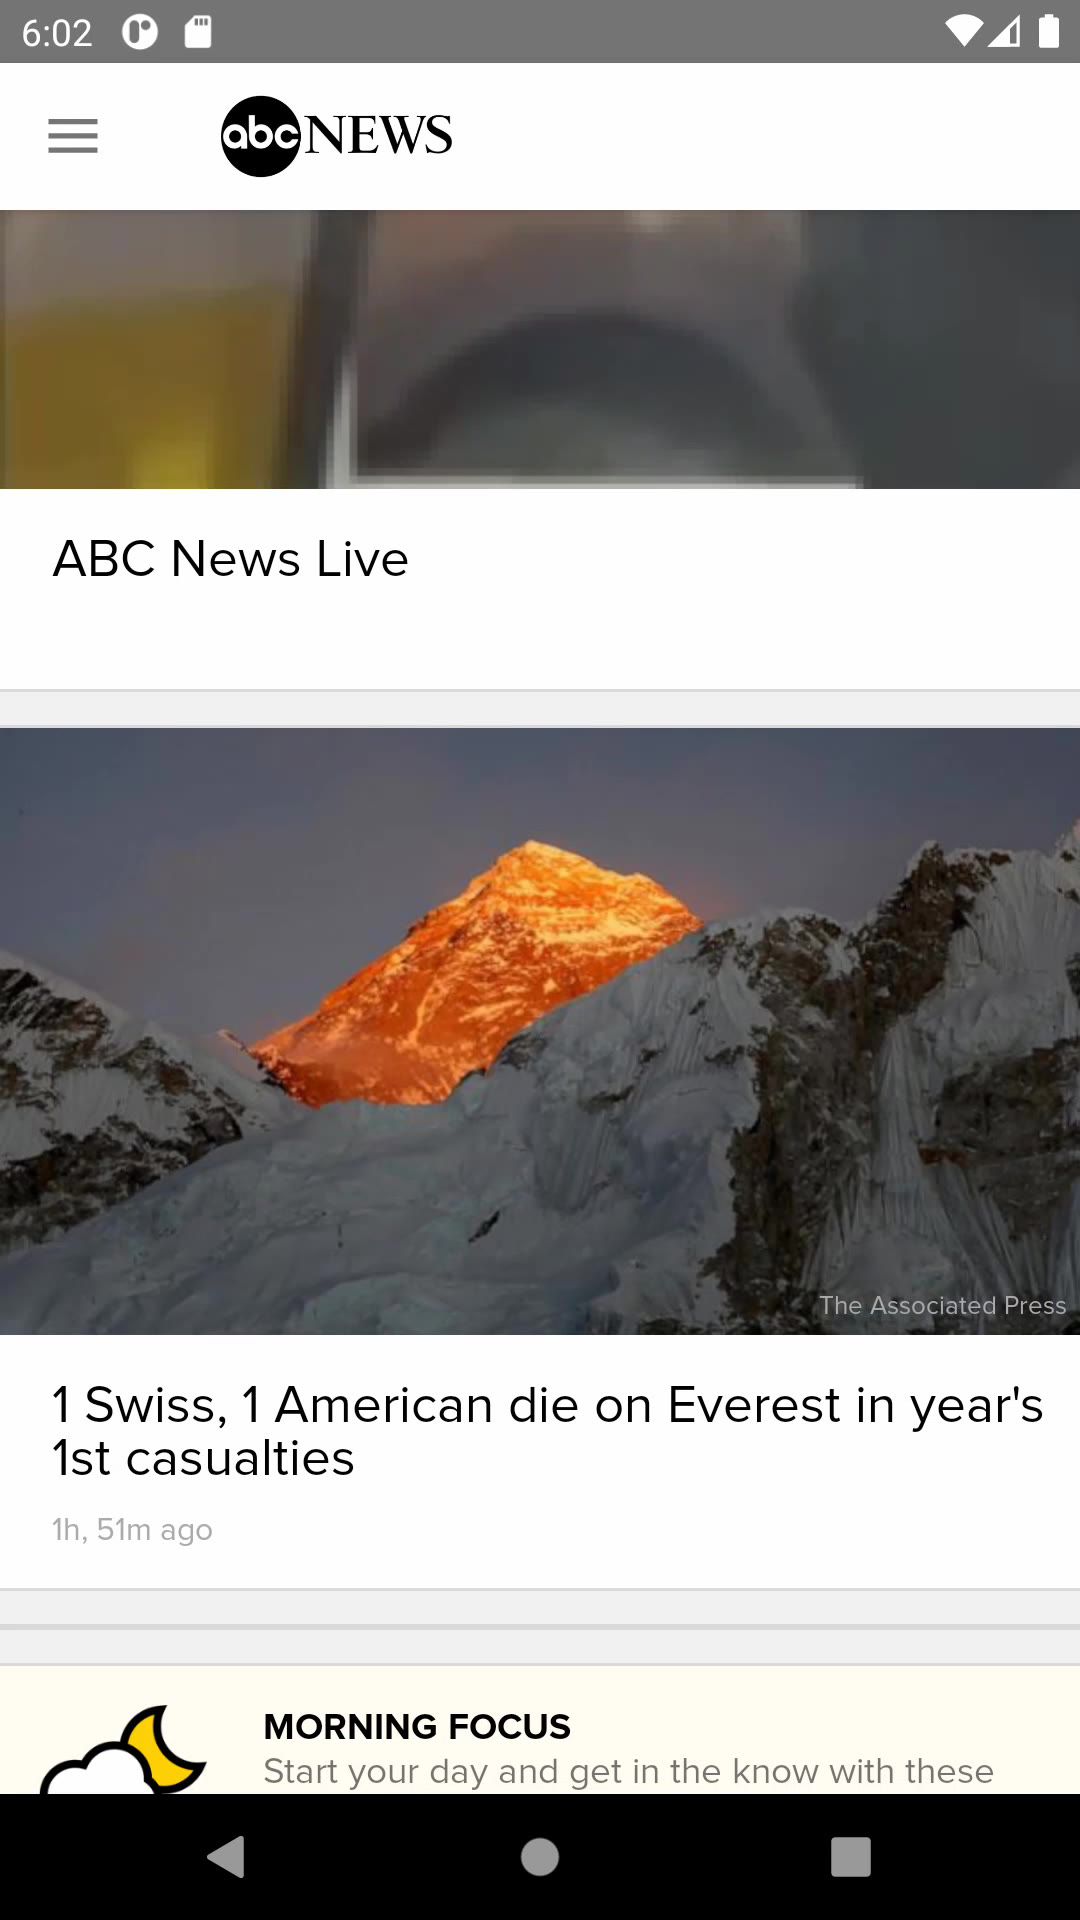 6:02
abc NEWS
ABC News Live
The Associated Press
1 Swiss, 1 American die on Everest in year's
1st casualties
1h, 51m ago
MORNING FOCUS
Start your day and get in the know with these